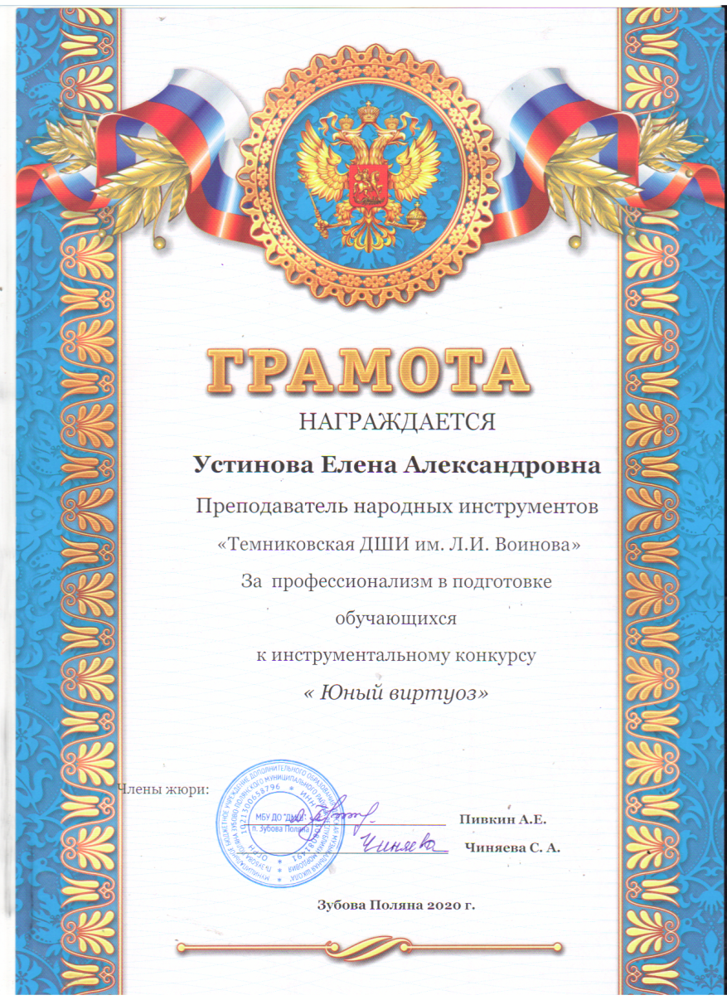 ГРАМОТА
НАГРАЖДАЕТСЯ
Устинова Елена Александровна
Преподаватель народных инструментов
«Темниковская ДШИ им. Л.И. Воинова»
За профессионализм в подготовке
обучающихся
к инструментальному конкурсу
« Юный виртуоз»
Члены жюри:
МБУ ДО "ДМШ"
п. Зубова Поляна
Пивкин А.Е.
Чиняева
Чиняева С. А.
Зубова Поляна 2020 г.